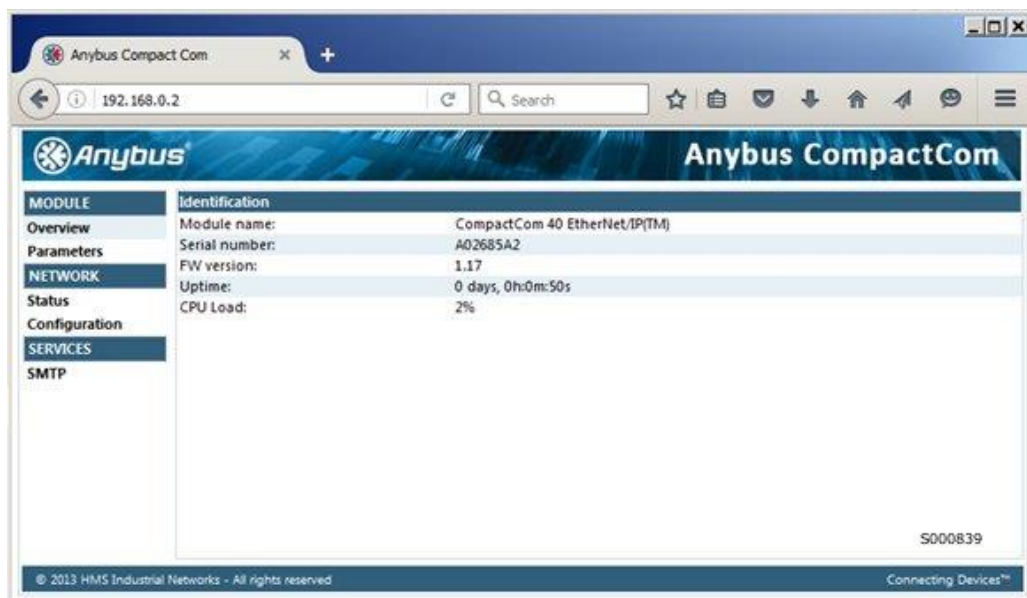 Anybus Compact Com
192.168.0.2
Search
Anybus
Anybus CompactCom
MODULE
Overview
Parameters
NETWORK
Status
Configuration
SERVICES
SMTP
Identification
Module name: CompactCom 40 EtherNet/IP(TM)
Serial number: A02685A2
FW version: 1.17
Uptime: 0 days, 0h:0m:50s
CPU Load: 2%
S000839
© 2013 HMS Industrial Networks - All rights reserved
Connecting Devices™